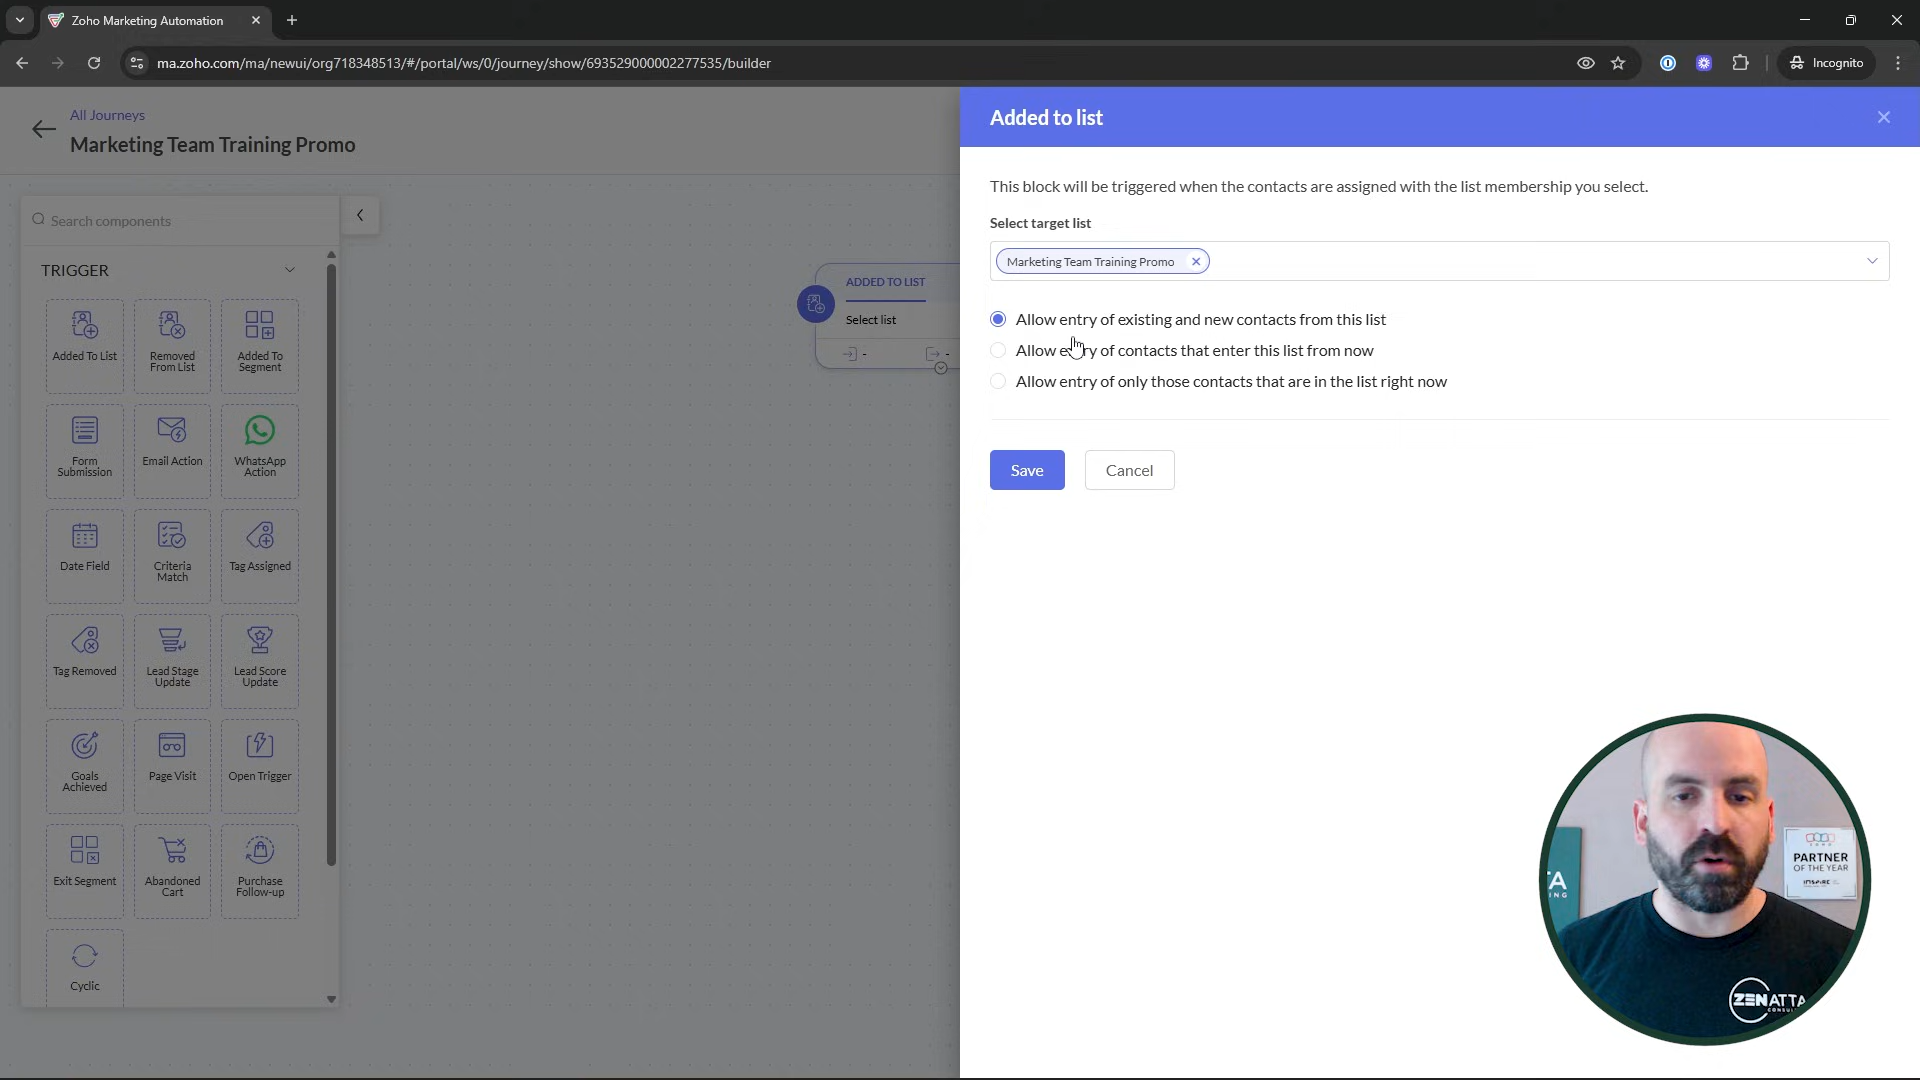 Zoho Marketing Automation
ma.zoho.com/ma/newui/org718348513/#/portal/ws/0/journey/show/693529000002277535/builder
Incognito
All Journeys
Marketing Team Training Promo
Search components
TRIGGER
Added To List
Removed
From List
Added To
Segment
Form
Submission
Email Action
WhatsApp
Action
Date Field
Criteria
Match
Tag Assigned
Tag Removed
Lead Stage
Update
Lead Score
Update
Goals
Achieved
Page Visit
Open Trigger
Exit Segment
Abandoned
Cart
Purchase
Follow-up
Cyclic
ADDED TO LIST
Select list
-
-
Added to list
This block will be triggered when the contacts are assigned with the list membership you select.
Select target list
Marketing Team Training Promo
Allow entry of existing and new contacts from this list
Allow entry of contacts that enter this list from now
Allow entry of only those contacts that are in the list right now
Save
Cancel
PARTNER
OF THE YEAR
INSPIRE
TA
ING
ZENATTA
CONSUL